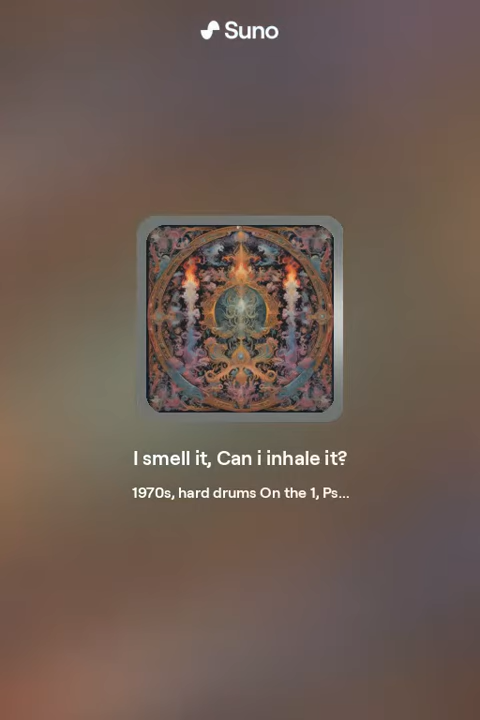 Suno
I smell it, Can i inhale it?
1970s, hard drums On the 1, Ps...